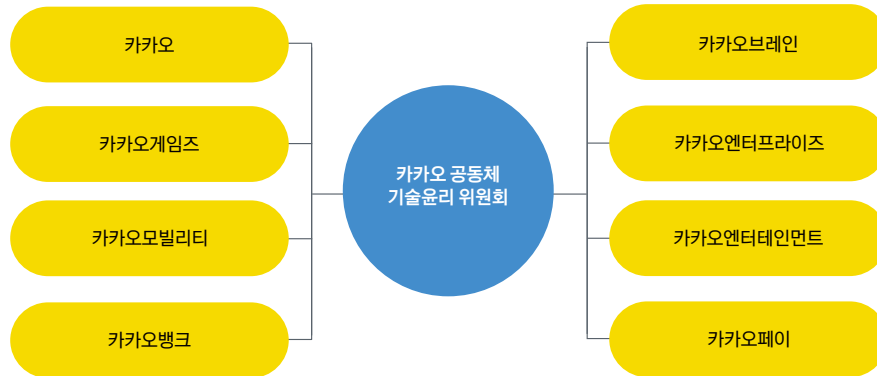 카카오
카카오게임즈
카카오모빌리티
카카오뱅크
카카오 공동체
기술윤리 위원회
카카오브레인
카카오엔터프라이즈
카카오엔터테인먼트
카카오페이